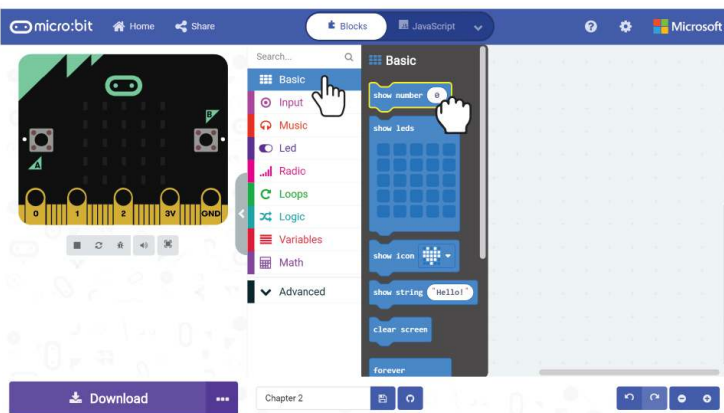 micro:bit Home Share Blocks JavaScript Microsoft
Search...
Basic
Input
Music
Led
Radio
Loops
Logic
Variables
Math
Advanced
Basic
show number 0
show leds
show icon
show string "Hello!"
clear screen
forever
A
B
0 1 2 3V GND
Download
Chapter 2